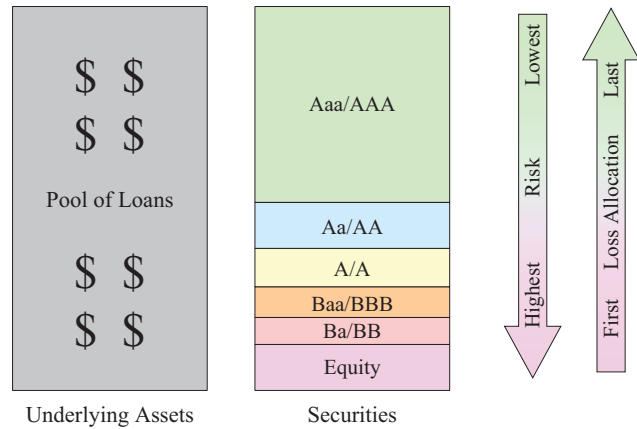 $ $
$ $
Pool of Loans
$ $
$ $
Underlying Assets
Aaa/AAA
Aa/AA
A/A
Baa/BBB
Ba/BB
Equity
Securities
Highest Risk Lowest
First Loss Allocation Last